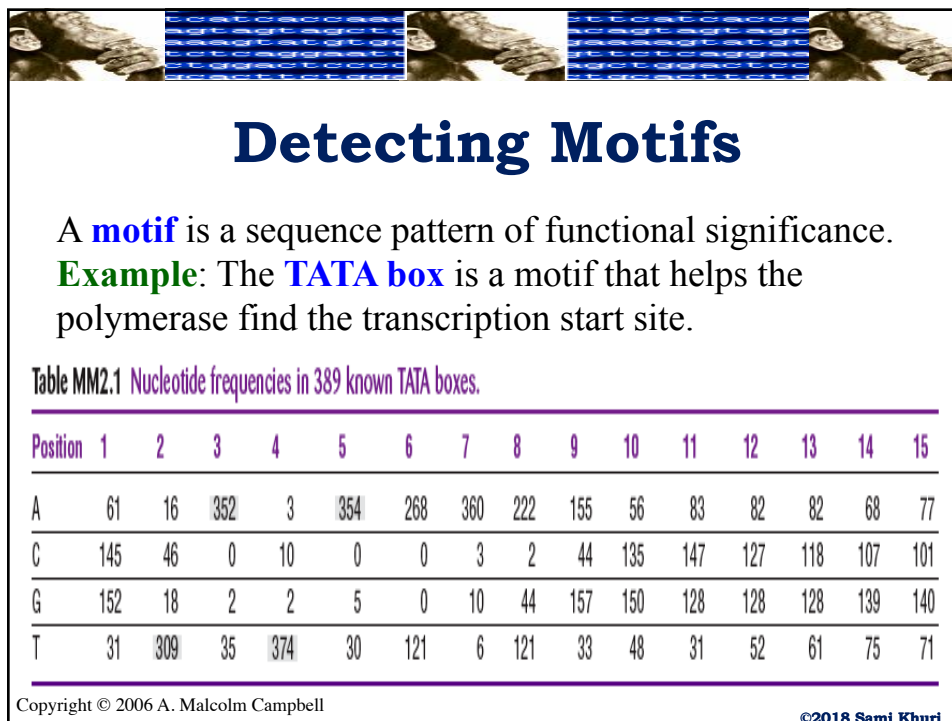 Detecting Motifs
A motif is a sequence pattern of functional significance.
Example: The TATA box is a motif that helps the
polymerase find the transcription start site.
Table MM2.1 Nucleotide frequencies in 389 known TATA boxes.
Position 1 2 3 4 5 6 7 8 9 10 11 12 13 14 15
A 61 16 352 3 354 268 360 222 155 56 83 82 82 68 77
C 145 46 0 10 0 0 3 2 44 135 147 127 118 107 101
G 152 18 2 2 5 0 10 44 157 150 128 128 128 139 140
T 31 309 35 374 30 121 6 121 33 48 31 52 61 75 71
Copyright © 2006 A. Malcolm Campbell
©2018 Sami Khuri